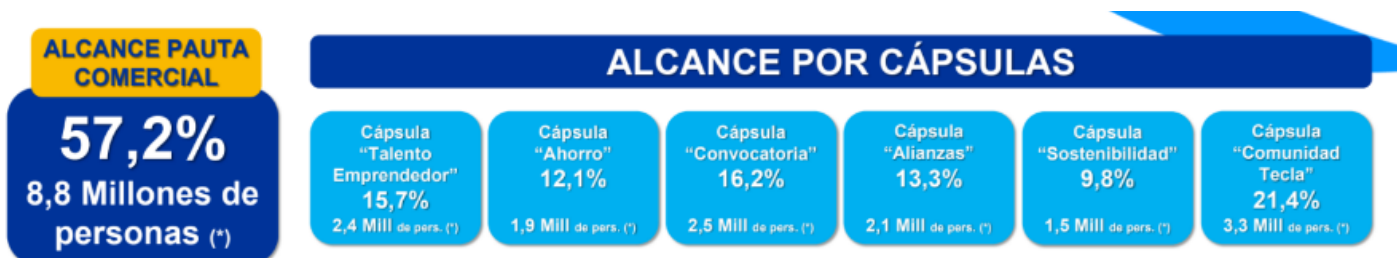 ALCANCE PAUTA
COMERCIAL
57,2%
8,8 Millones de
personas (*)
ALCANCE POR CÁPSULAS
Cápsula
“Talento
Emprendedor”
15,7%
2,4 Mill de pers. (*)
Cápsula
“Ahorro”
12,1%
1,9 Mill de pers. (*)
Cápsula
“Convocatoria”
16,2%
2,5 Mill de pers. (*)
Cápsula
“Alianzas”
13,3%
2,1 Mill de pers. (*)
Cápsula
“Sostenibilidad”
9,8%
1,5 Mill de pers. (*)
Cápsula
“Comunidad
Tecla”
21,4%
3,3 Mill de pers. (*)